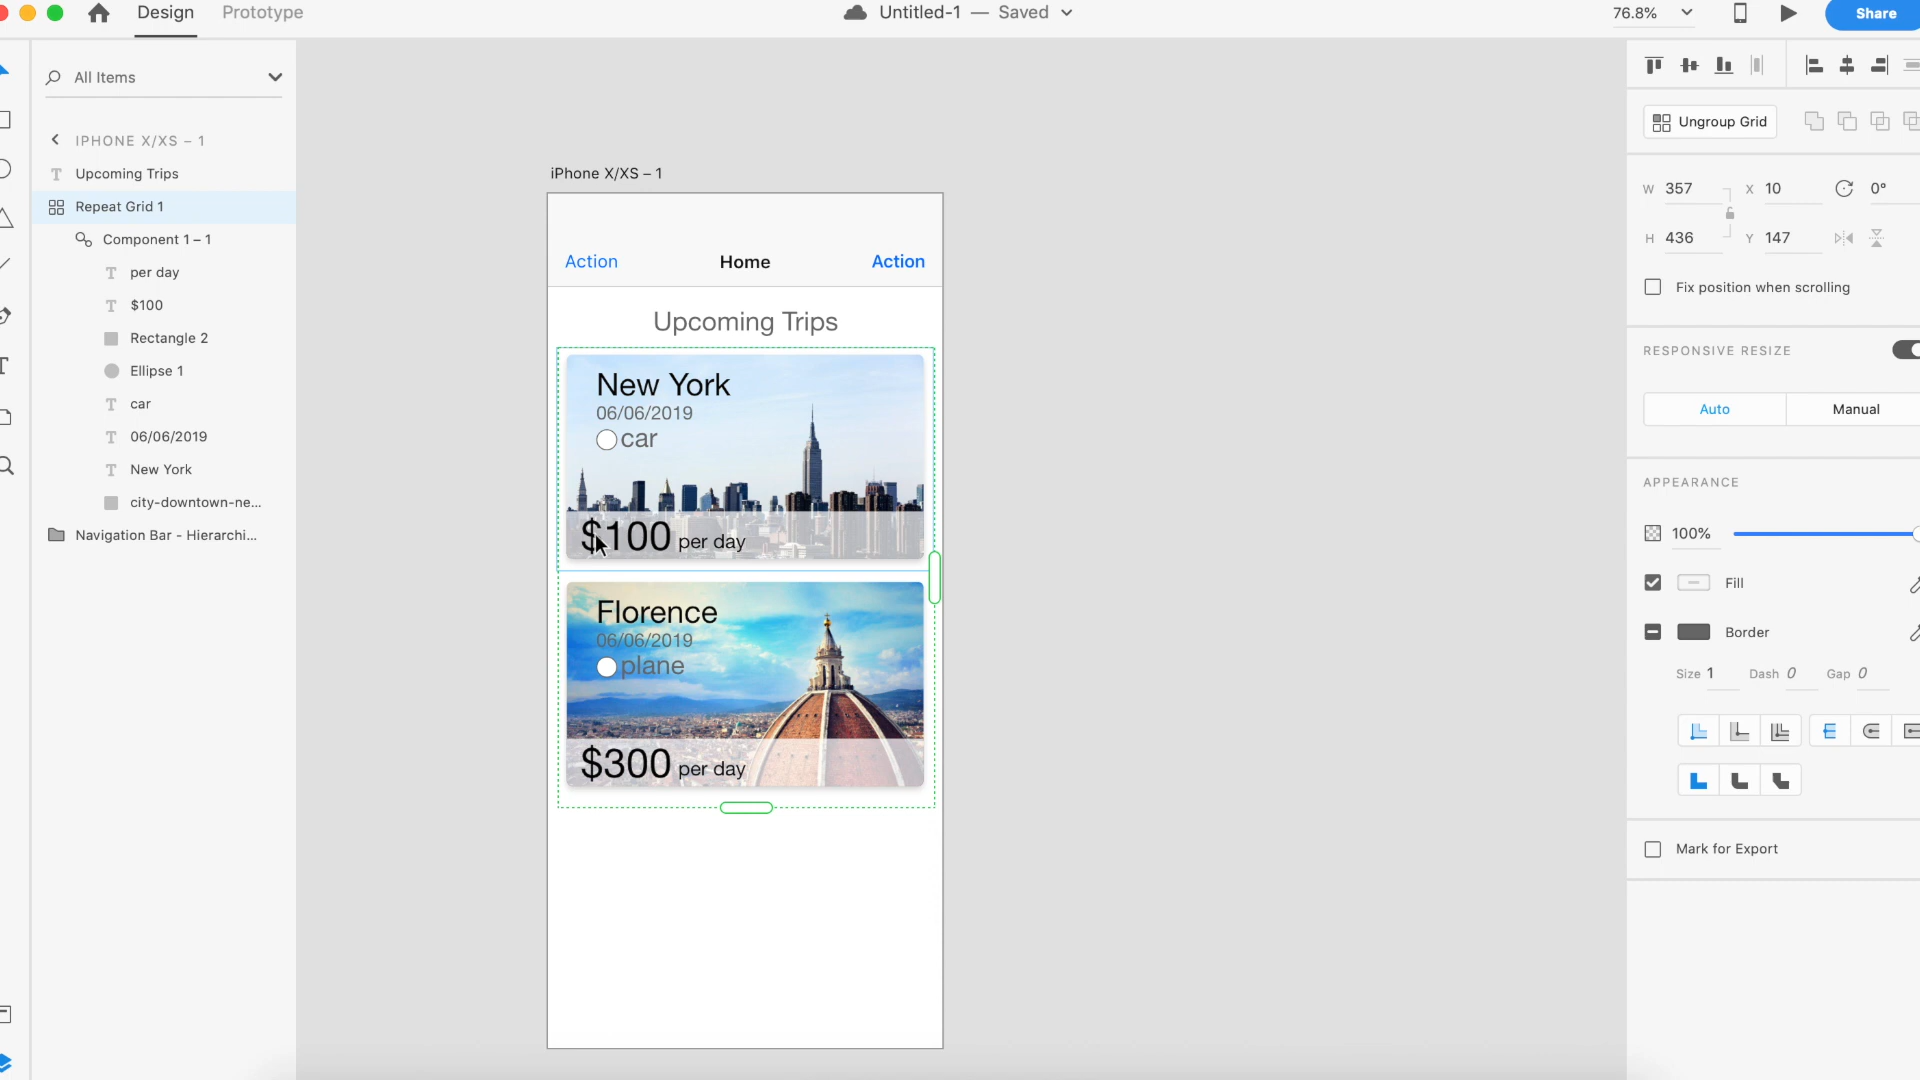 Design Prototype Untitled-1 — Saved 76.8% Share
All Items
IPHONE X/XS – 1
Upcoming Trips
Repeat Grid 1
Component 1 – 1
per day
$100
Rectangle 2
Ellipse 1
car
06/06/2019
New York
city-downtown-ne...
Navigation Bar - Hierarchi...
iPhone X/XS – 1
Action Home Action
Upcoming Trips
New York
06/06/2019
car
$100 per day
Florence
06/06/2019
plane
$300 per day
Ungroup Grid
W 357 X 10 0°
H 436 Y 147
Fix position when scrolling
RESPONSIVE RESIZE
Auto Manual
APPEARANCE
100%
Fill
Border
Size 1 Dash 0 Gap 0
Mark for Export